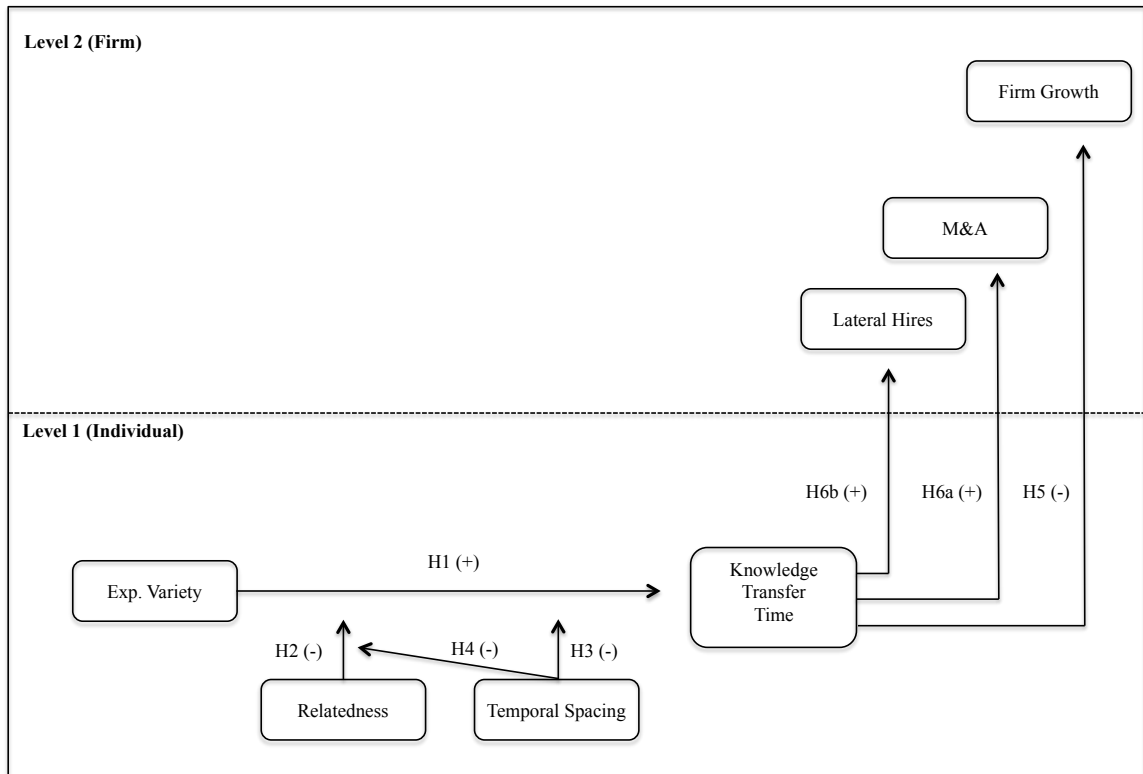 Level 2 (Firm)
Firm Growth
M&A
Lateral Hires
Level 1 (Individual)
H6b (+)
H6a (+)
H5 (-)
H1 (+)
Exp. Variety
Knowledge
Transfer
Time
H2 (-)
H4 (-)
H3 (-)
Relatedness
Temporal Spacing